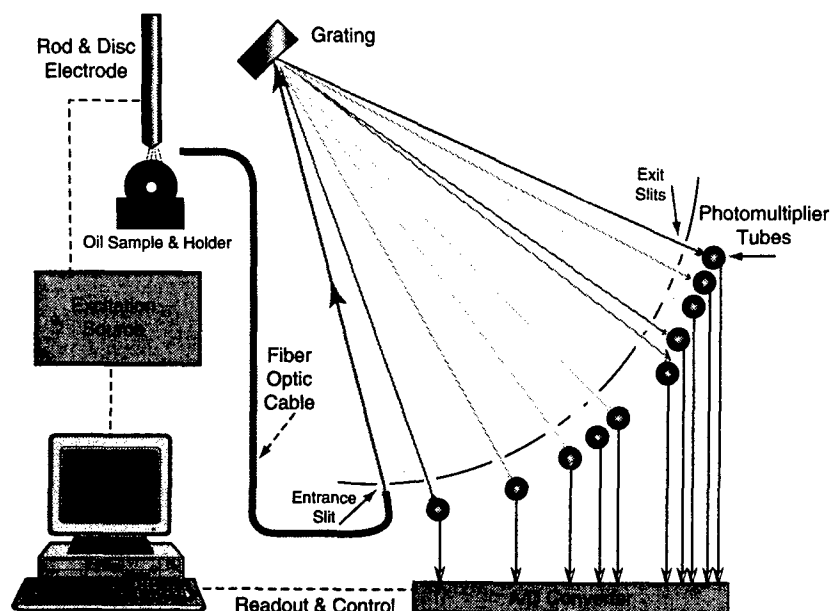 Rod & Disc
Electrode
Grating
Exit
Slits
Photomultiplier
Tubes
Oil Sample & Holder
Excitation
Source
Fiber
Optic
Cable
Entrance
Slit
Readout & Control
A/D Converter